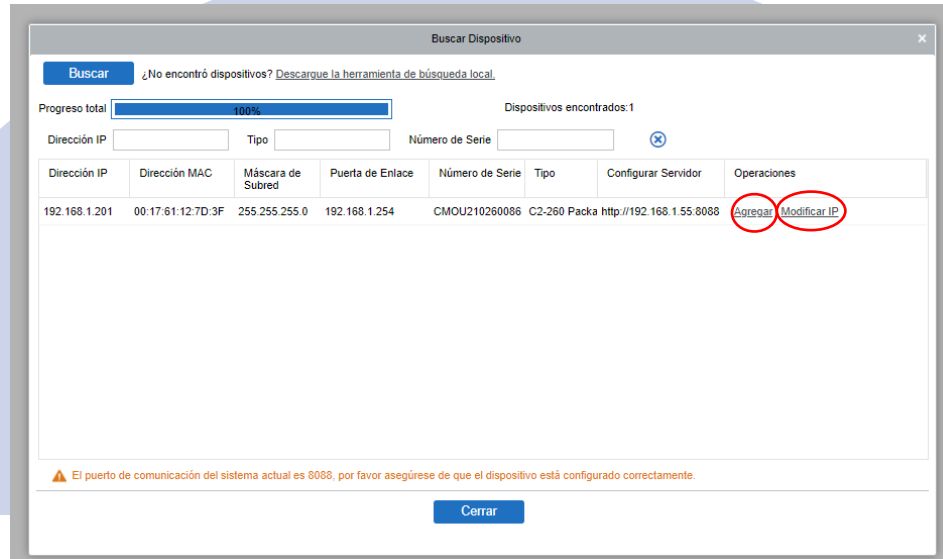 Buscar Dispositivo
Buscar ¿No encontró dispositivos? Descargue la herramienta de búsqueda local.
Progreso total 100% Dispositivos encontrados:1
Dirección IP Tipo Número de Serie
Dirección IP Dirección MAC Máscara de Subred Puerta de Enlace Número de Serie Tipo Configurar Servidor Operaciones
192.168.1.201 00:17:61:12:7D:3F 255.255.255.0 192.168.1.254 CMOU210260086 C2-260 Packa http://192.168.1.55:8088 Agregar Modificar IP
El puerto de comunicación del sistema actual es 8088, por favor asegúrese de que el dispositivo está configurado correctamente.
Cerrar